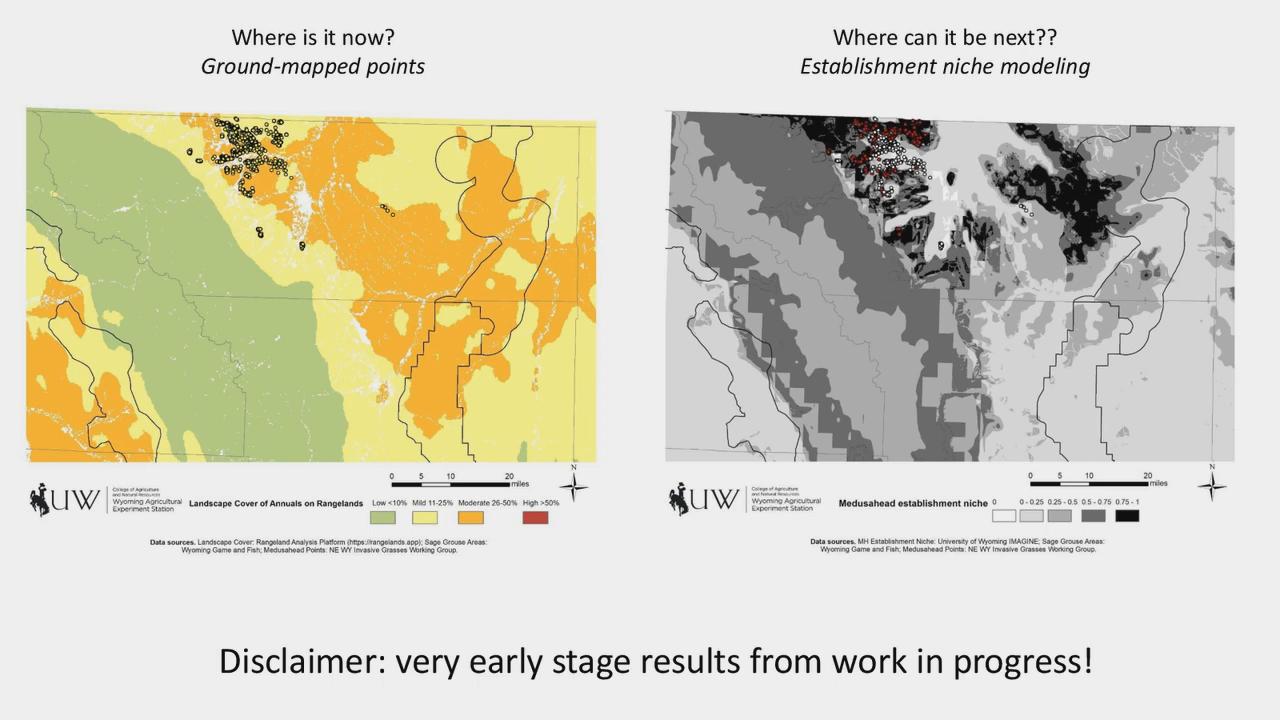 Where is it now?
Ground-mapped points
Where can it be next??
Establishment niche modeling
N
0 5 10 20
miles
UW
College of Agriculture
and Natural Resources
Wyoming Agricultural
Experiment Station
Landscape Cover of Annuals on Rangelands
Low <10% Mild 11-25% Moderate 26-50% High >50%
Data sources. Landscape Cover: Rangeland Analysis Platform (https://rangelands.app); Sage Grouse Areas:
Wyoming Game and Fish; Medusahead Points: NE WY Invasive Grasses Working Group.
N
0 5 10 20
miles
UW
College of Agriculture
and Natural Resources
Wyoming Agricultural
Experiment Station
Medusahead establishment niche
0 0 - 0.25 0.25 - 0.5 0.5 - 0.75 0.75 - 1
Data sources. MH Establishment Niche: University of Wyoming IMAGINE; Sage Grouse Areas:
Wyoming Game and Fish; Medusahead Points: NE WY Invasive Grasses Working Group.
Disclaimer: very early stage results from work in progress!